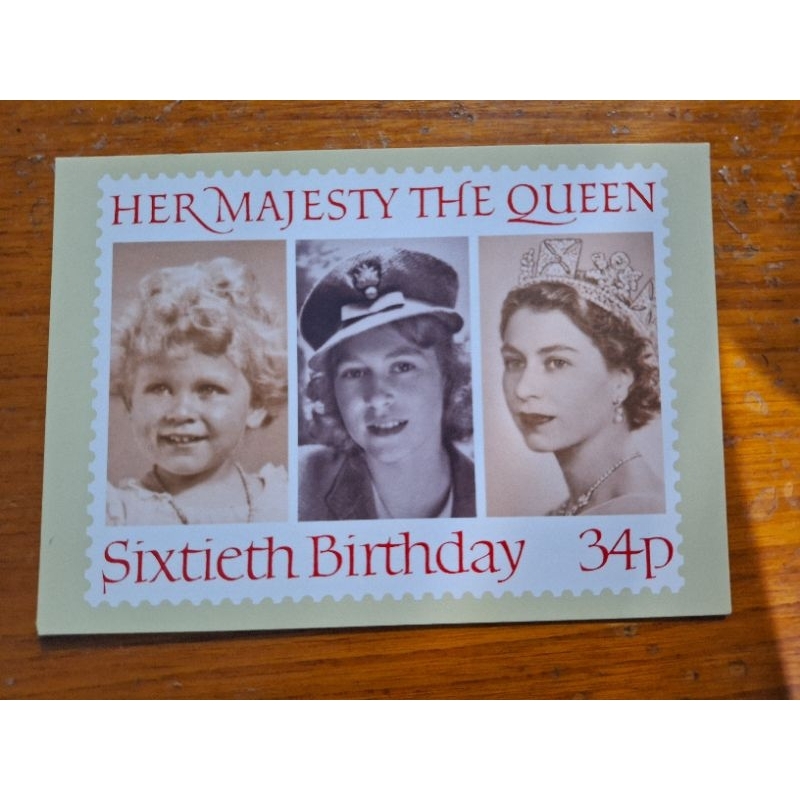 HER MAJESTY THE QUEEN
Sixtieth Birthday 34p